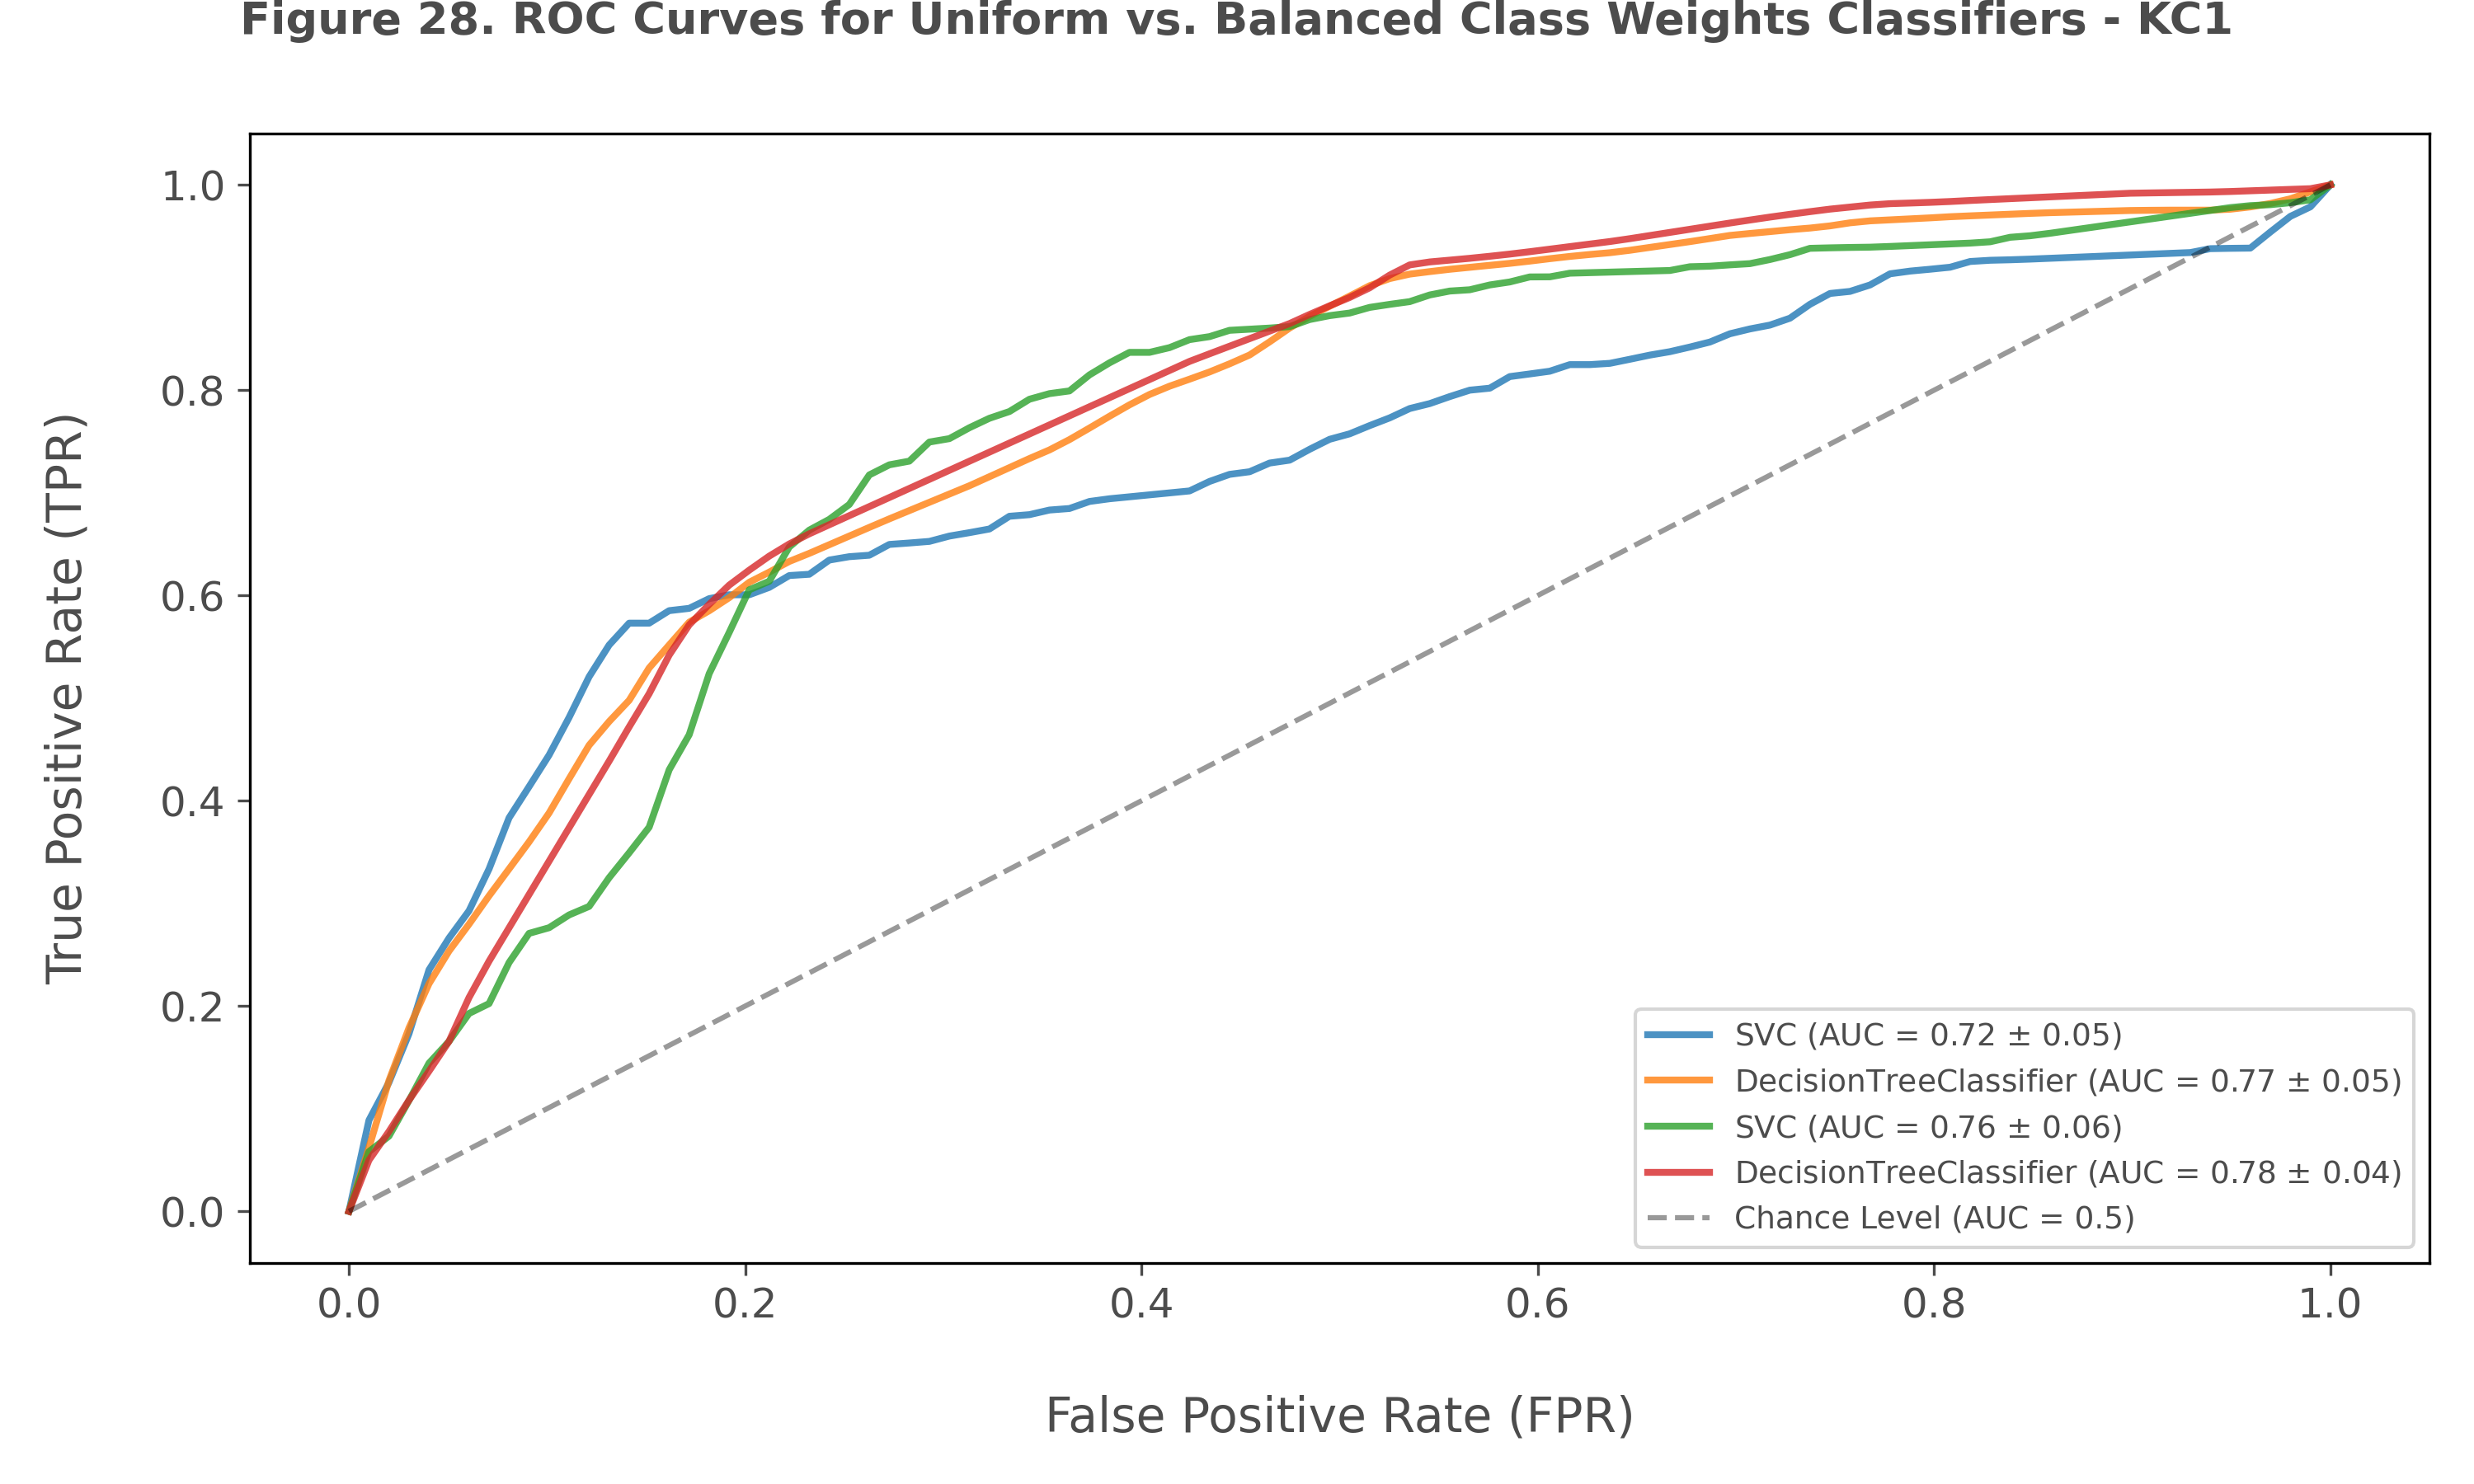 Figure 28. ROC Curves for Uniform vs. Balanced Class Weights Classifiers - KC1
True Positive Rate (TPR)
1.0
0.8
0.6
0.4
0.2
0.0
SVC (AUC = 0.72 ± 0.05)
DecisionTreeClassifier (AUC = 0.77 ± 0.05)
SVC (AUC = 0.76 ± 0.06)
DecisionTreeClassifier (AUC = 0.78 ± 0.04)
Chance Level (AUC = 0.5)
0.0 0.2 0.4 0.6 0.8 1.0
False Positive Rate (FPR)